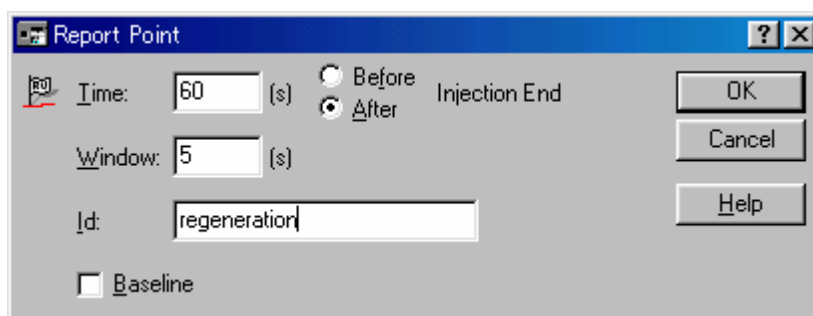 Report Point
Time: 60 (s) Before After Injection End
OK
Window: 5 (s)
Cancel
Id: regeneration
Help
Baseline